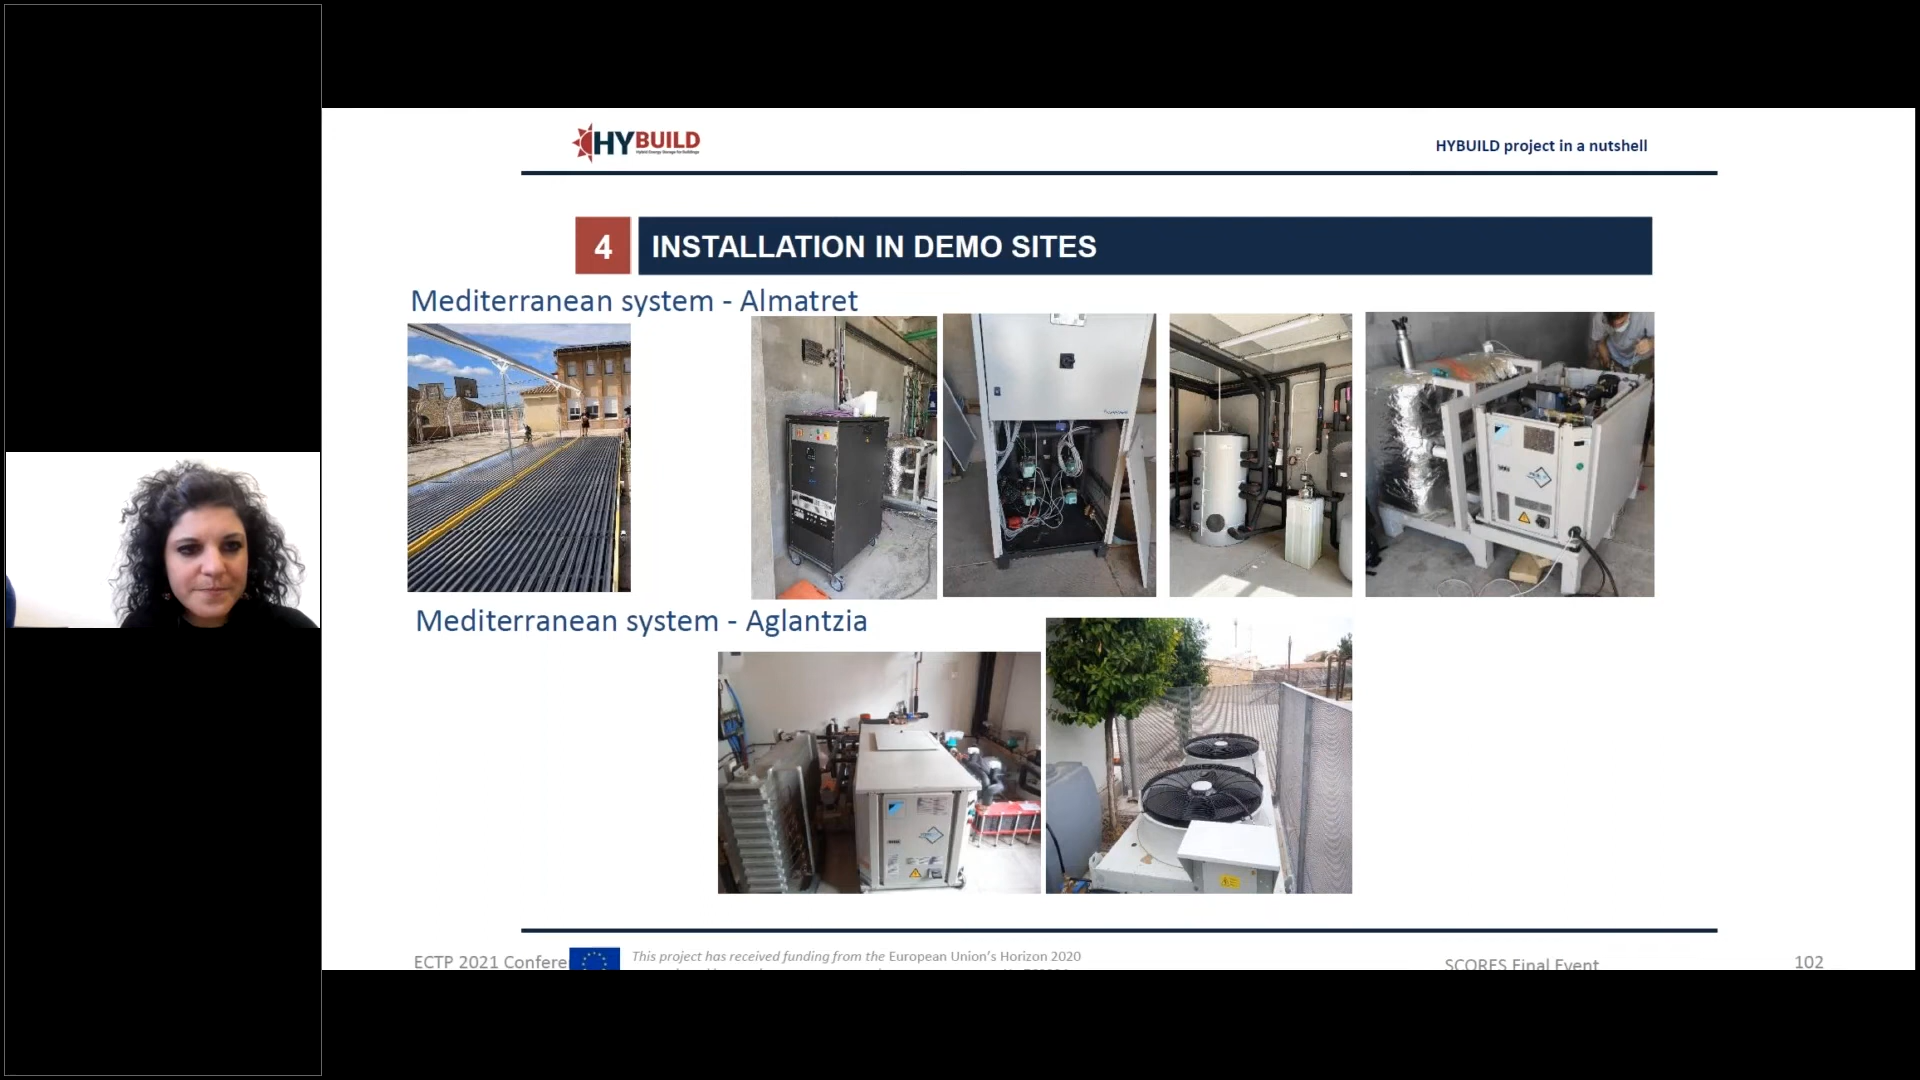 HYBUILD
HYBUILD project in a nutshell
4
INSTALLATION IN DEMO SITES
Mediterranean system - Almatret
Mediterranean system - Aglantzia
ECTP 2021 Confere
This project has received funding from the European Union's Horizon 2020
SCORES Final Event
102